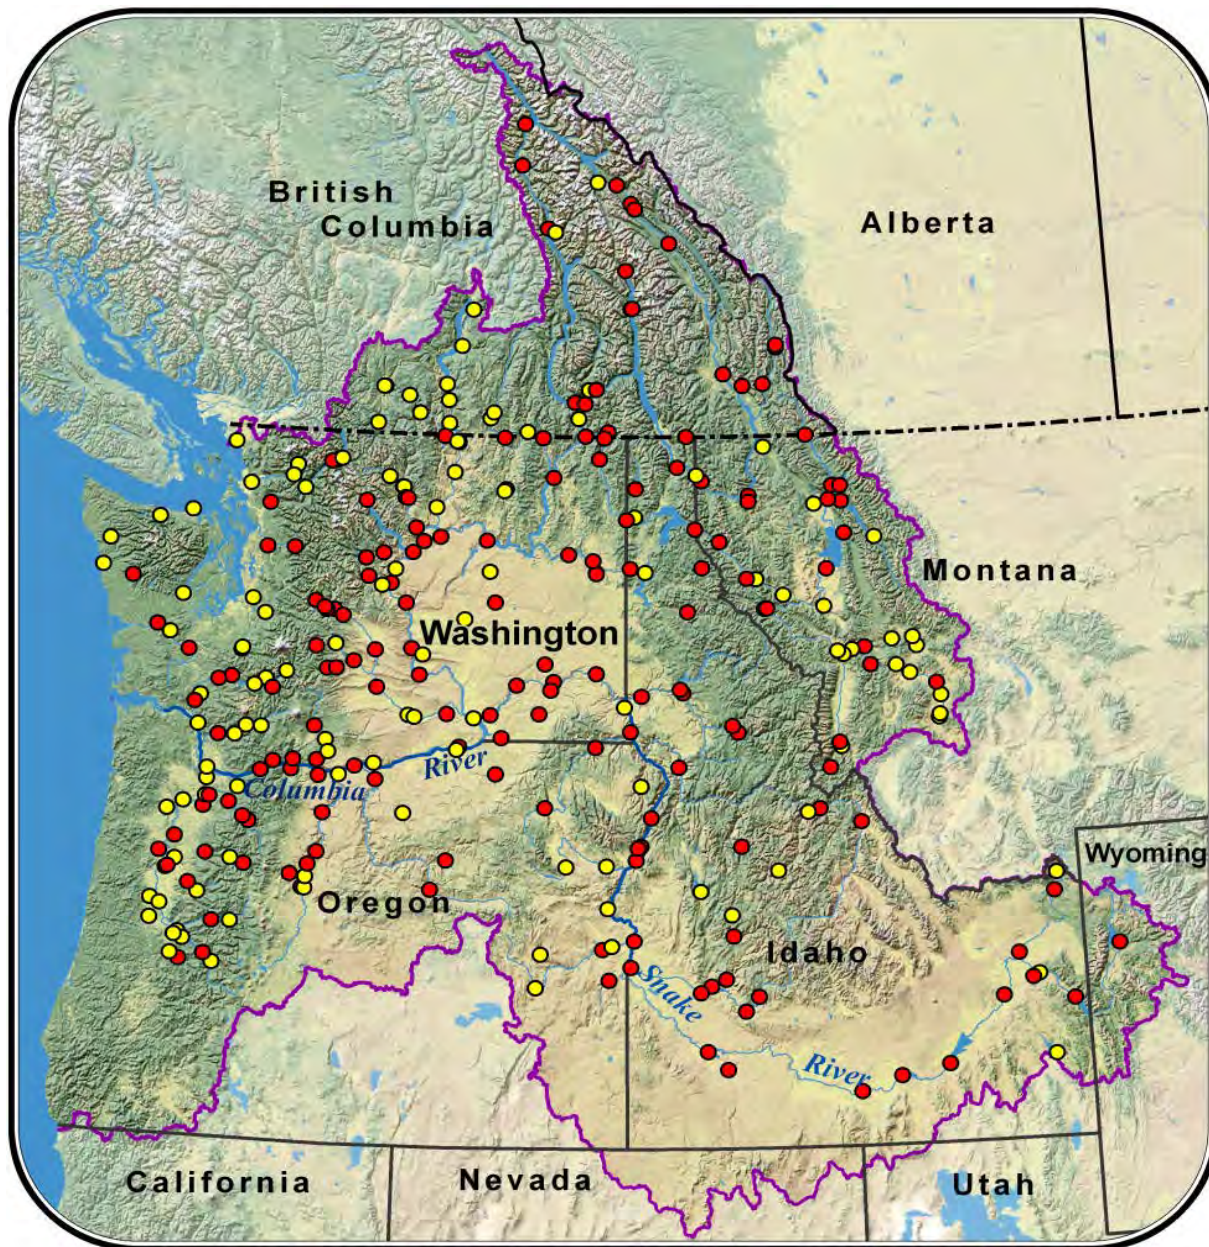 British
Columbia
Alberta
Montana
Washington
Columbia
River
Wyoming
Oregon
Idaho
Snake
River
California
Nevada
Utah